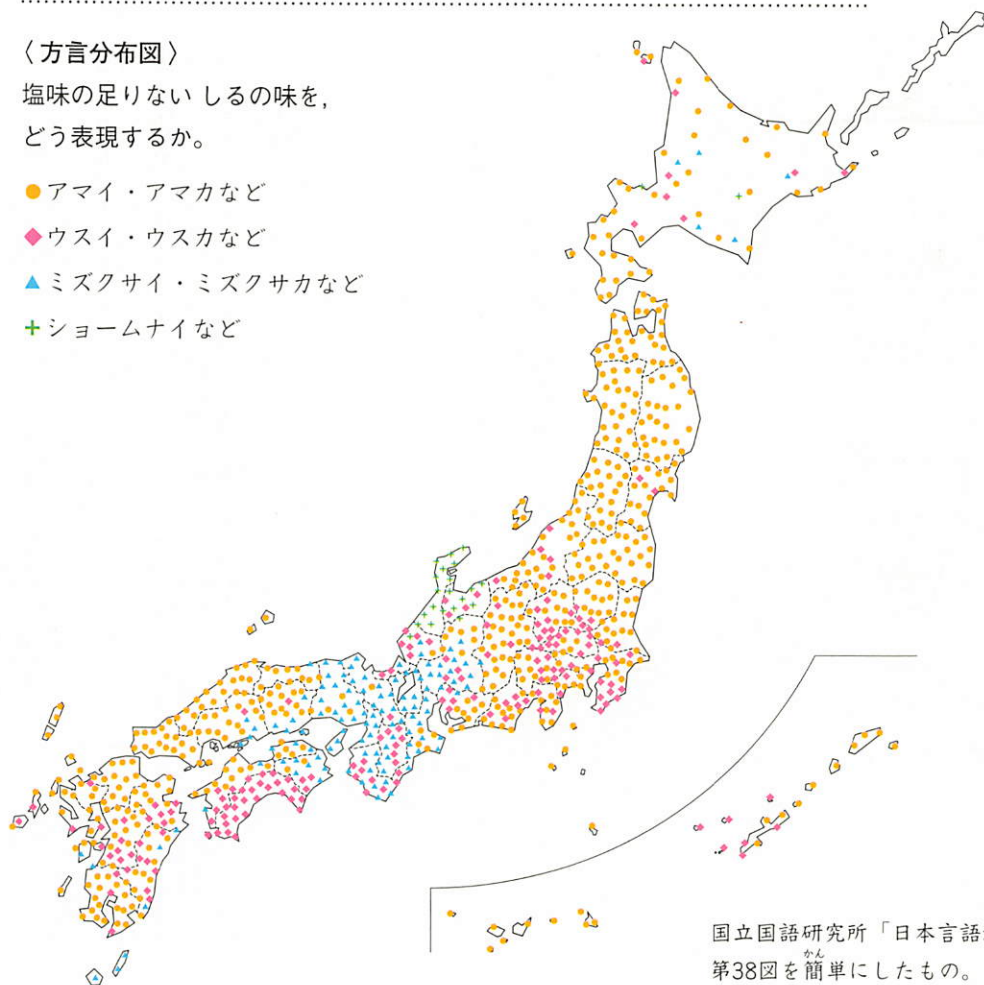 〈方言分布図〉
塩味の足りない しるの味を,
どう表現するか。
●アマイ・アマカなど
◆ウスイ・ウスカなど
▲ミズクサイ・ミズクサカなど
+ショームナイなど
国立国語研究所「日本言語
かん
第38図を簡単にしたもの。